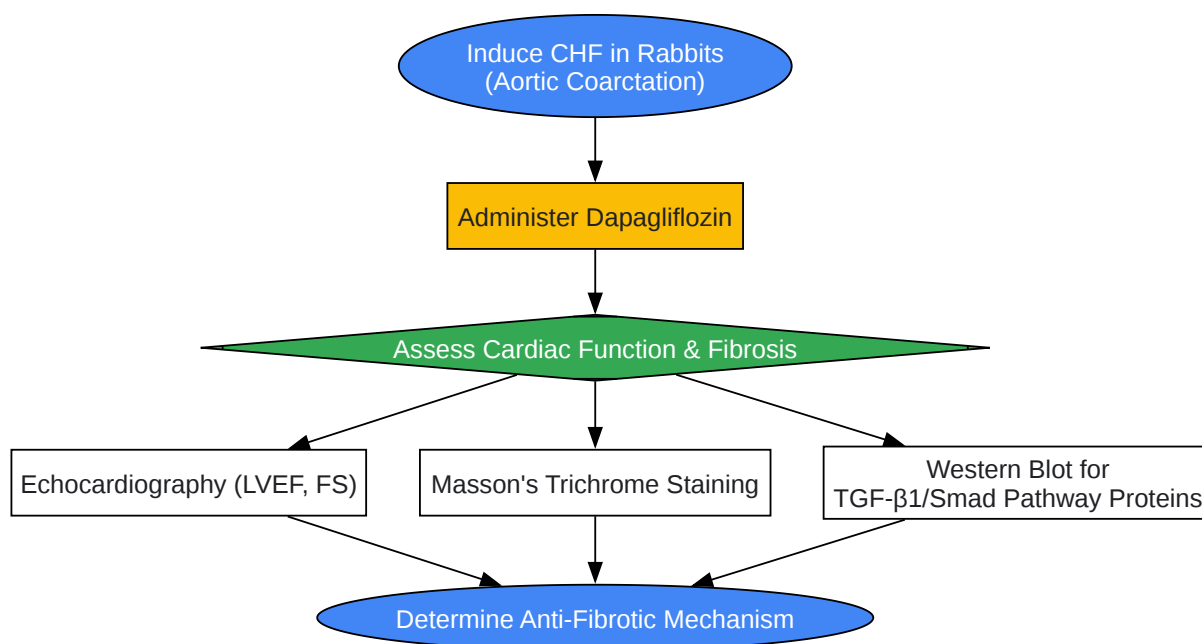 Induce CHF in Rabbits
(Aortic Coarctation)
Administer Dapagliflozin
Assess Cardiac Function & Fibrosis
Echocardiography (LVEF, FS)
Masson's Trichrome Staining
Western Blot for
TGF-β1/Smad Pathway Proteins
Determine Anti-Fibrotic Mechanism